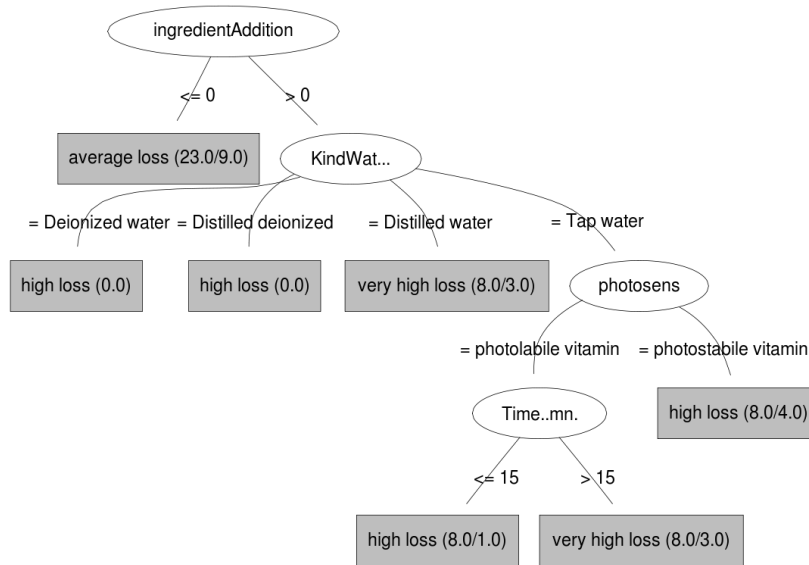 ingredientAddition
<= 0
> 0
average loss (23.0/9.0)
KindWat...
= Deionized water
= Distilled deionized
= Distilled water
= Tap water
high loss (0.0)
high loss (0.0)
very high loss (8.0/3.0)
photosens
= photolabile vitamin
= photostabile vitamin
Time..mn.
high loss (8.0/4.0)
<= 15
> 15
high loss (8.0/1.0)
very high loss (8.0/3.0)